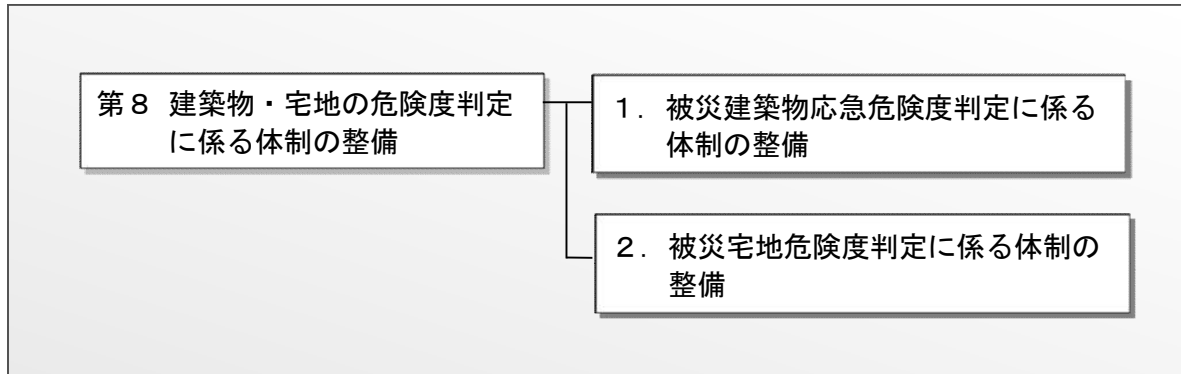 第８ 建築物・宅地の危険度判定
に係る体制の整備
１．被災建築物応急危険度判定に係る
体制の整備
２．被災宅地危険度判定に係る体制の
整備